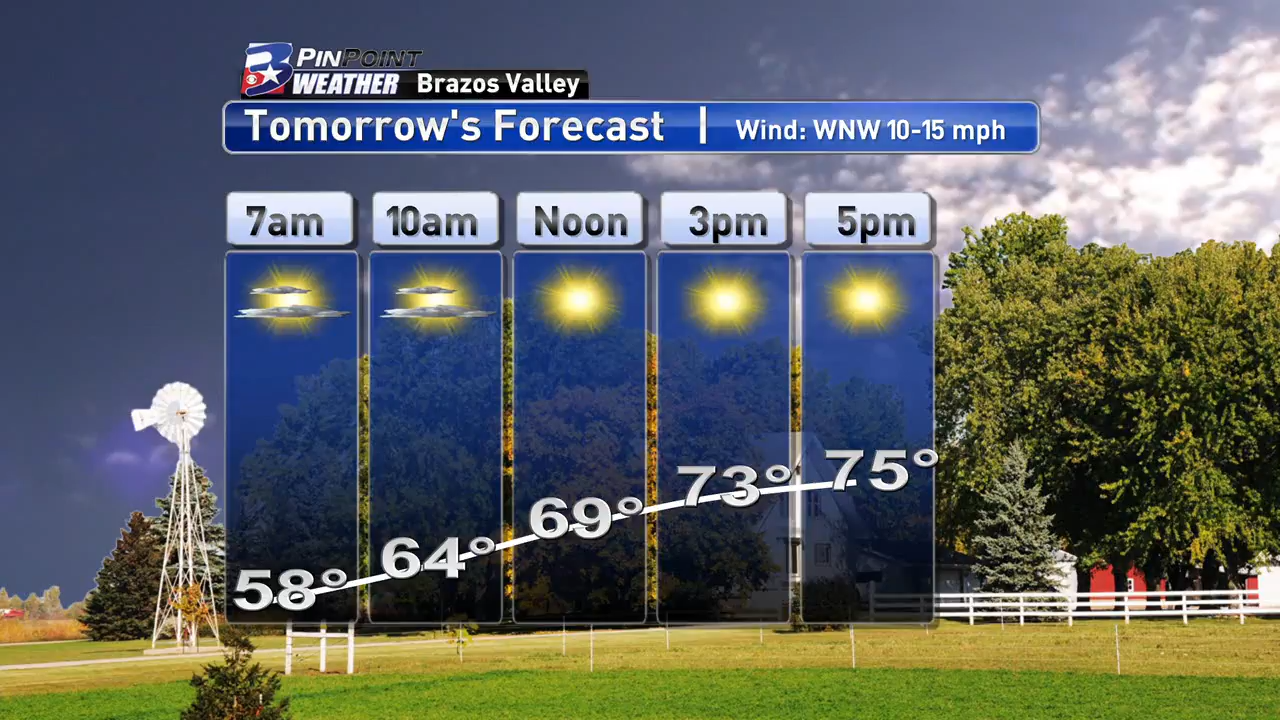 PINPOINT
WEATHER Brazos Valley
Tomorrow's Forecast | Wind: WNW 10-15 mph
7am 10am Noon 3pm 5pm
58° 64° 69° 73° 75°